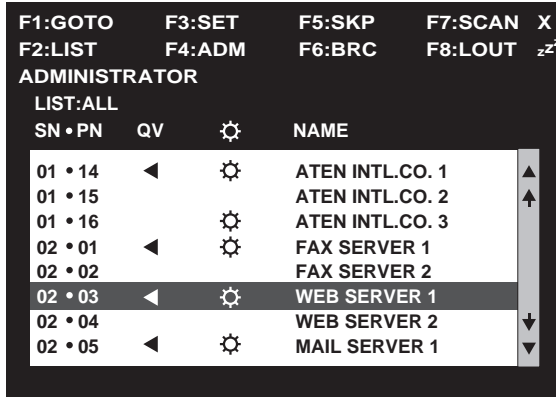 F1:GOTO F3:SET F5:SKP F7:SCAN X
F2:LIST F4:ADM F6:BRC F8:LOUT zZ
ADMINISTRATOR
LIST:ALL
SN•PN QV NAME
01•14 ATEN INTL.CO. 1
01•15 ATEN INTL.CO. 2
01•16 ATEN INTL.CO. 3
02•01 FAX SERVER 1
02•02 FAX SERVER 2
02•03 WEB SERVER 1
02•04 WEB SERVER 2
02•05 MAIL SERVER 1